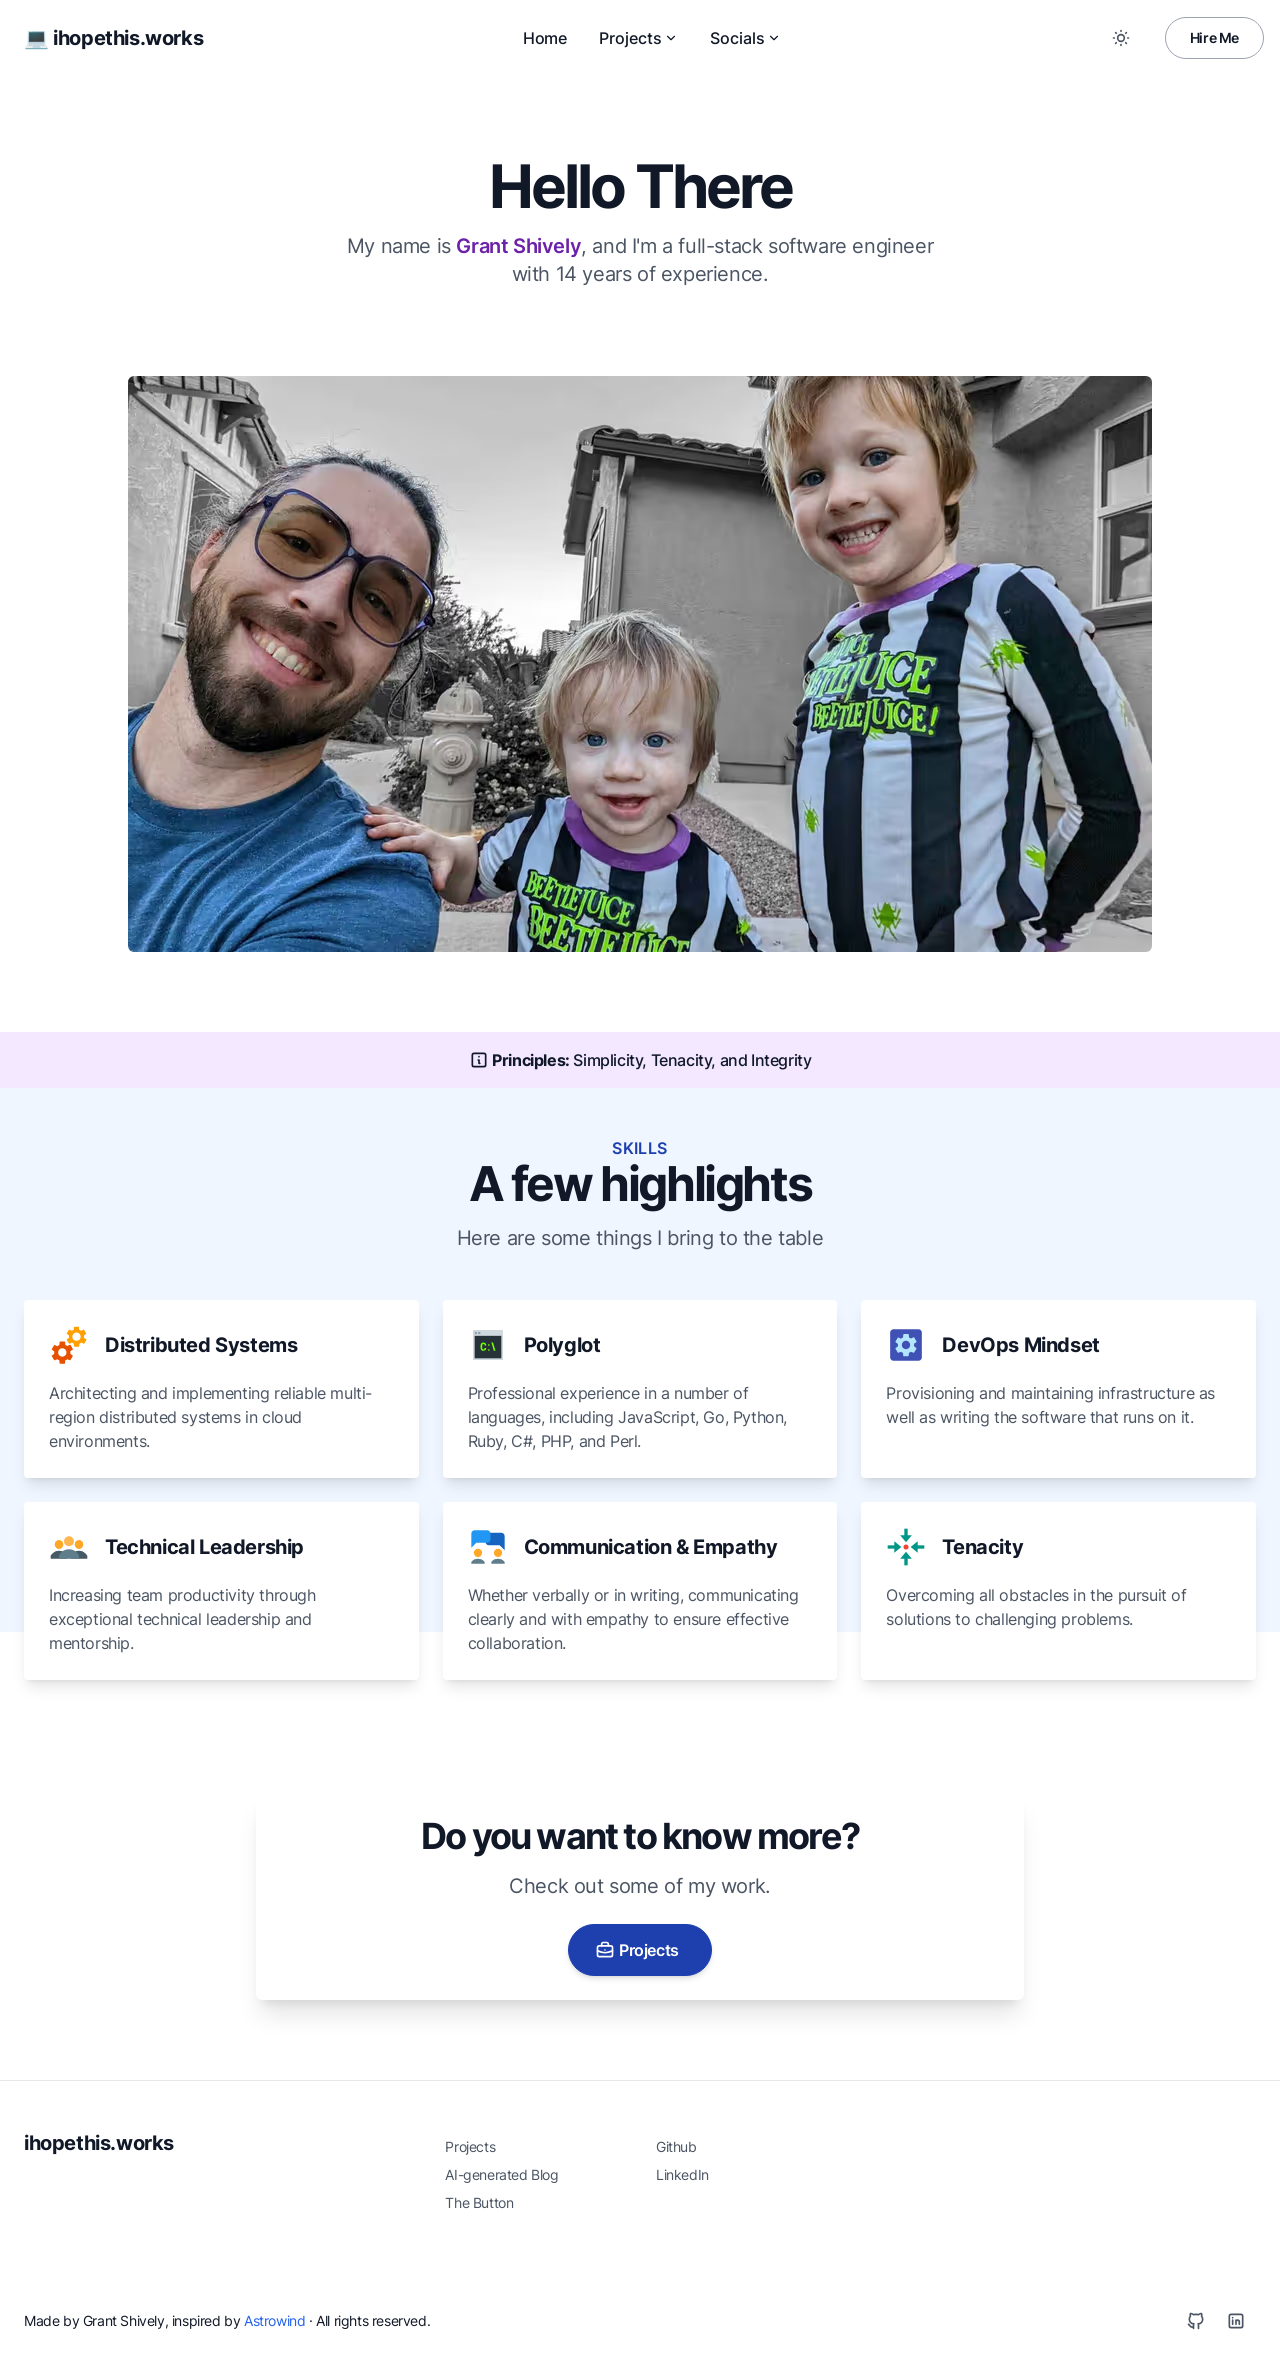 💻 ihopethis.works
Home
Projects
Socials
Hire Me
Hello There
My name is Grant Shively, and I'm a full-stack software engineer
with 14 years of experience.
BEETLEJUICE
BEETLEJUICE!
BEETLEJUICE
BEETLEJUICE
Principles: Simplicity, Tenacity, and Integrity
SKILLS
A few highlights
Here are some things I bring to the table
Distributed Systems
Architecting and implementing reliable multi-
region distributed systems in cloud
environments.
C:\
Polyglot
Professional experience in a number of
languages, including JavaScript, Go, Python,
Ruby, C#, PHP, and Perl.
DevOps Mindset
Provisioning and maintaining infrastructure as
well as writing the software that runs on it.
Technical Leadership
Increasing team productivity through
exceptional technical leadership and
mentorship.
Communication & Empathy
Whether verbally or in writing, communicating
clearly and with empathy to ensure effective
collaboration.
Tenacity
Overcoming all obstacles in the pursuit of
solutions to challenging problems.
Do you want to know more?
Check out some of my work.
Projects
ihopethis.works
Projects
AI-generated Blog
The Button
Github
LinkedIn
Made by Grant Shively, inspired by Astrowind · All rights reserved.